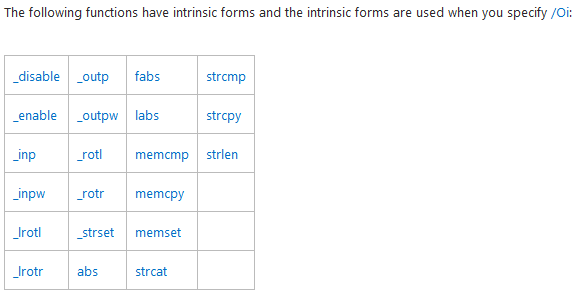 The following functions have intrinsic forms and the intrinsic forms are used when you specify /Oi:
_disable _outp fabs strcmp
_enable _outpw labs strcpy
_inp _rotl memcmp strlen
_inpw _rotr memcpy
_lrotl _strset memset
_lrotr abs strcat